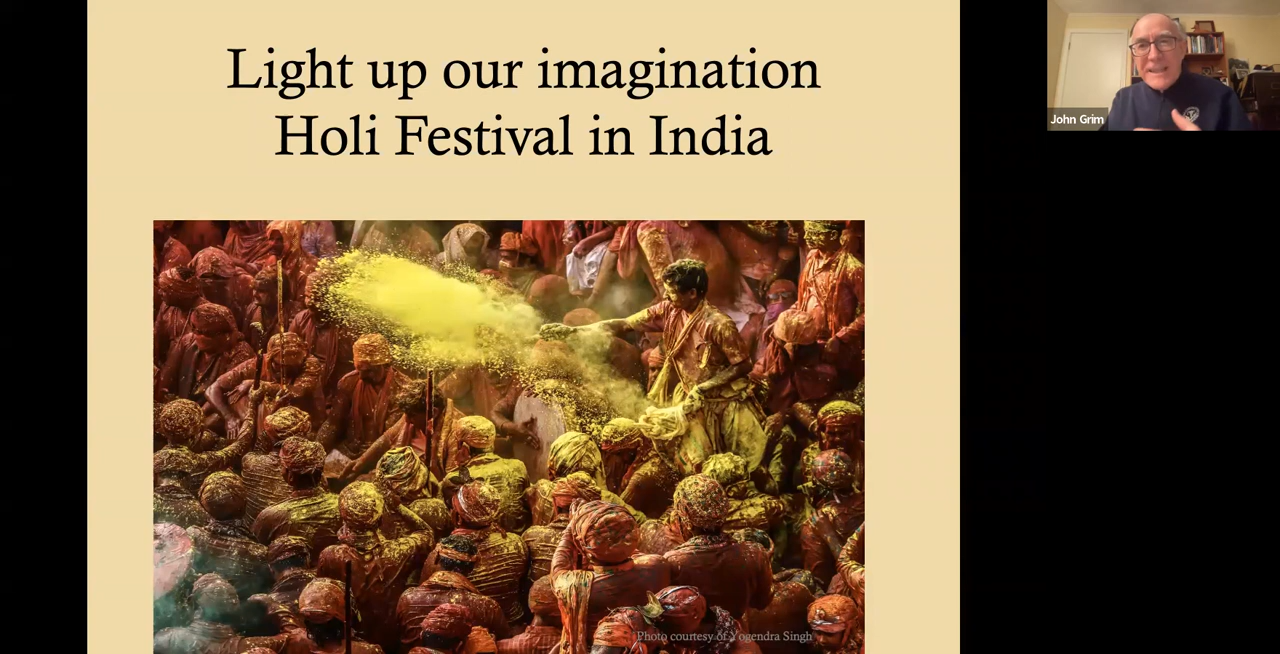 Light up our imagination
Holi Festival in India
John Grim
Photo courtesy of Yogendra Singh